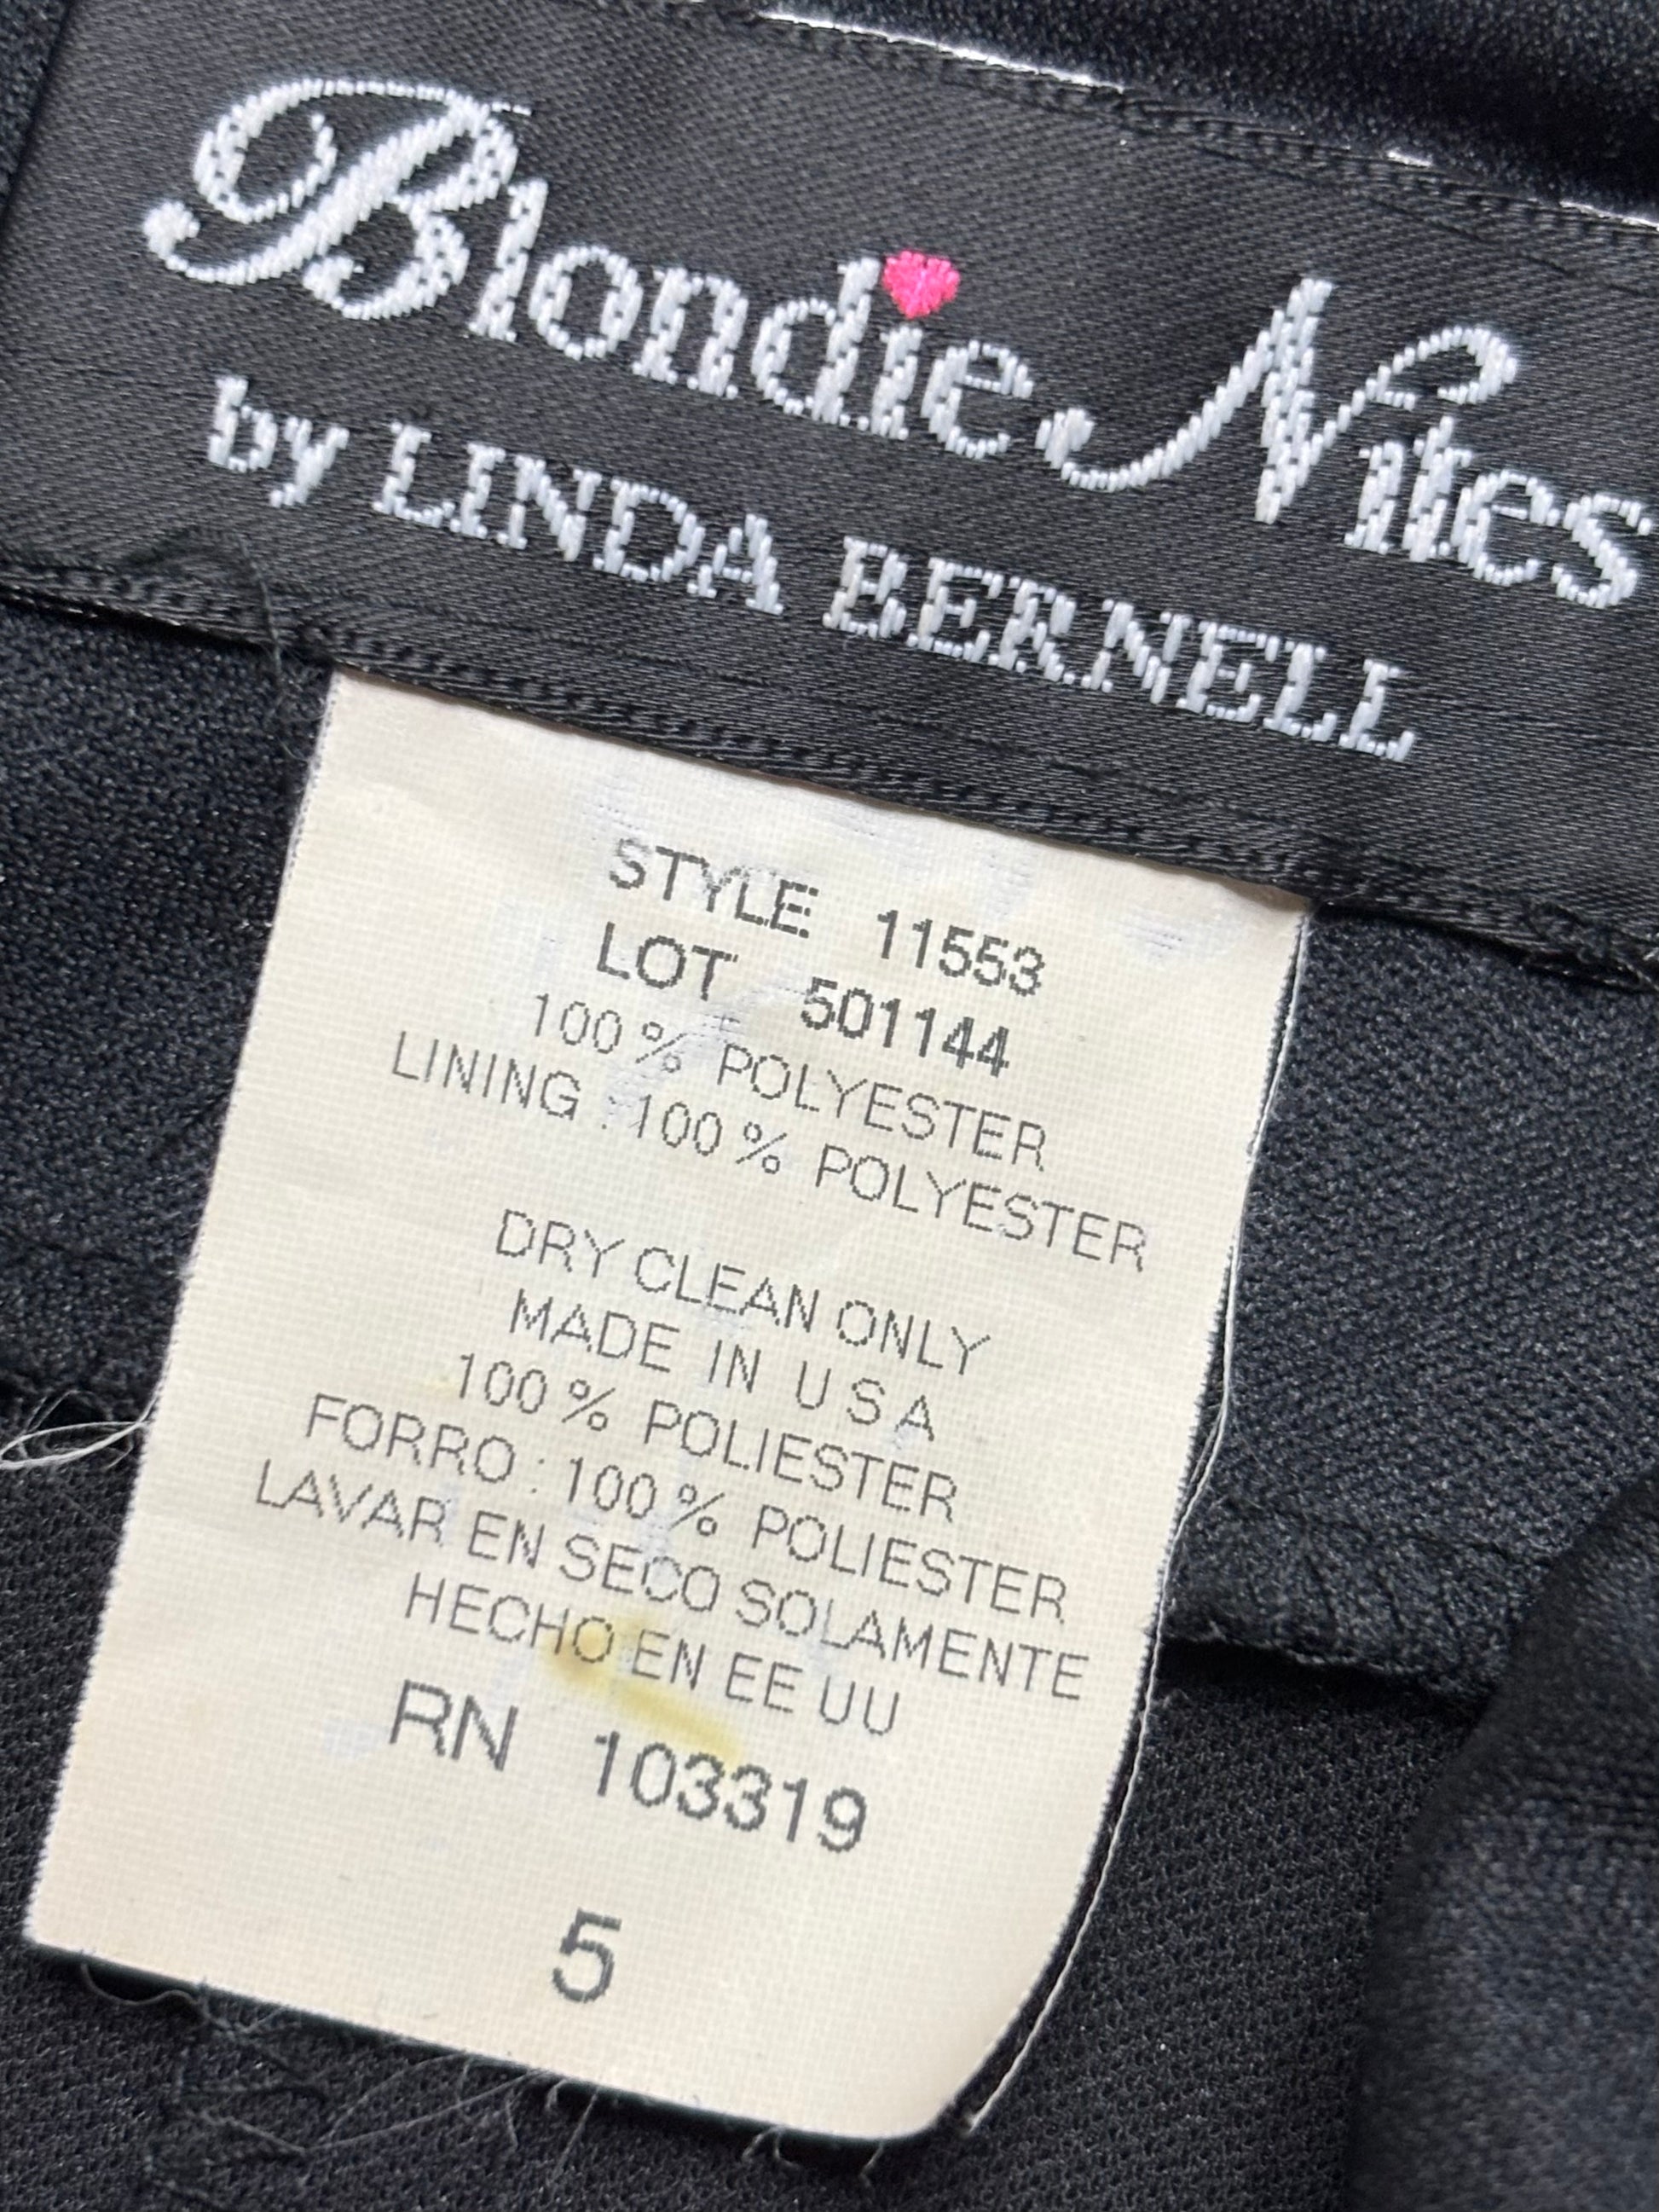 Blondie Nites
by LINDA BERNELL
STYLE 11553
LOT 501144
100% POLYESTER
LINING : 100% POLYESTER
DRY CLEAN ONLY
MADE IN USA
100% POLIESTER
FORRO : 100% POLIESTER
LAVAR EN SECO SOLAMENTE
HECHO EN EE UU
RN 103319
5